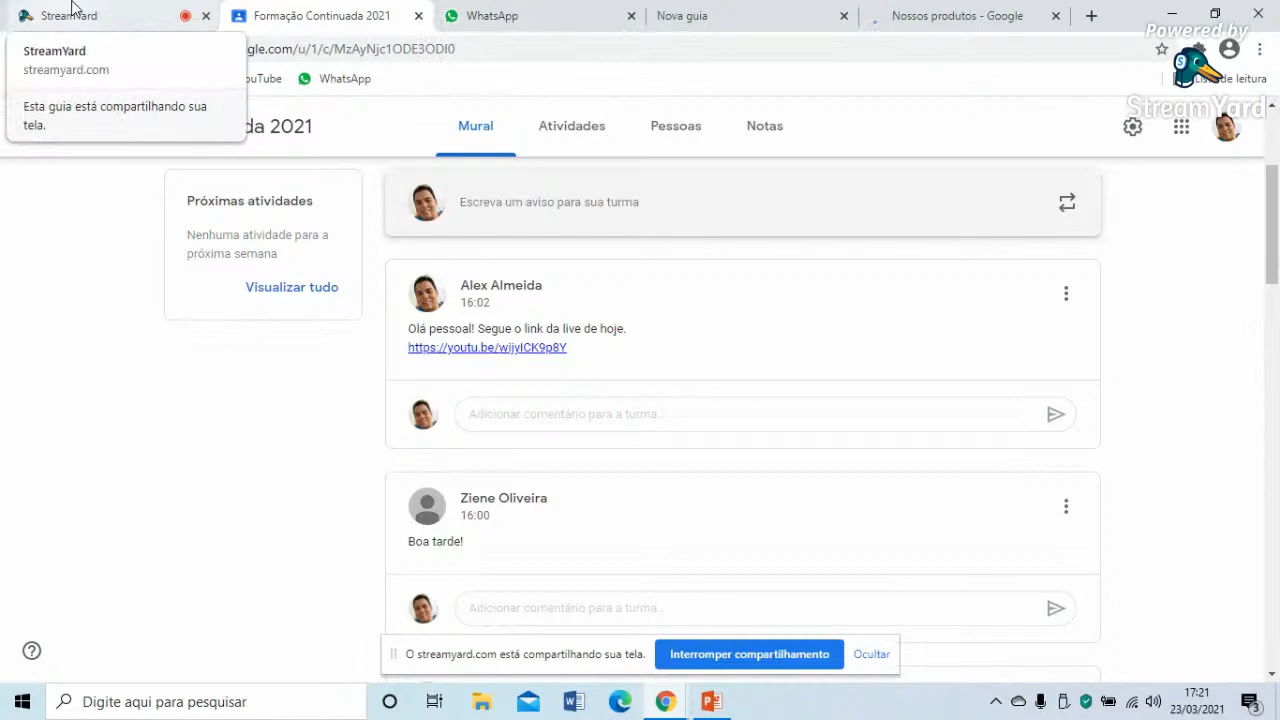 StreamYard
Formação Continuada 2021
WhatsApp
Nova guia
Nossos produtos - Google
Powered by
StreamYard
StreamYard
streamyard.com
Esta guia está compartilhando sua
tela.
gle.com/u/1/c/MzAyNjc1ODE3ODI0
uTube
WhatsApp
de leitura
da 2021
Mural
Atividades
Pessoas
Notas
Próximas atividades
Nenhuma atividade para a
próxima semana
Visualizar tudo
Escreva um aviso para sua turma
Alex Almeida
16:02
Olá pessoal! Segue o link da live de hoje.
https://youtu.be/wijyICK9p8Y
Adicionar comentário para a turma...
Ziene Oliveira
16:00
Boa tarde!
Adicionar comentário para a turma...
O streamyard.com está compartilhando sua tela.
Interromper compartilhamento
Ocultar
Digite aqui para pesquisar
17:21
23/03/2021
3